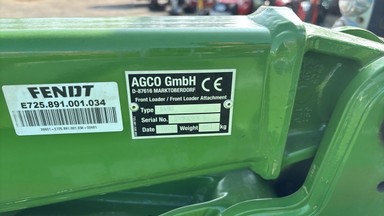 FENDT
E725.891.001.034
AGCO GmbH
CE
D-87616 MARKTOBERDORF
Front Loader / Front Loader Attachment
Type
Serial No.
Date Weight kg